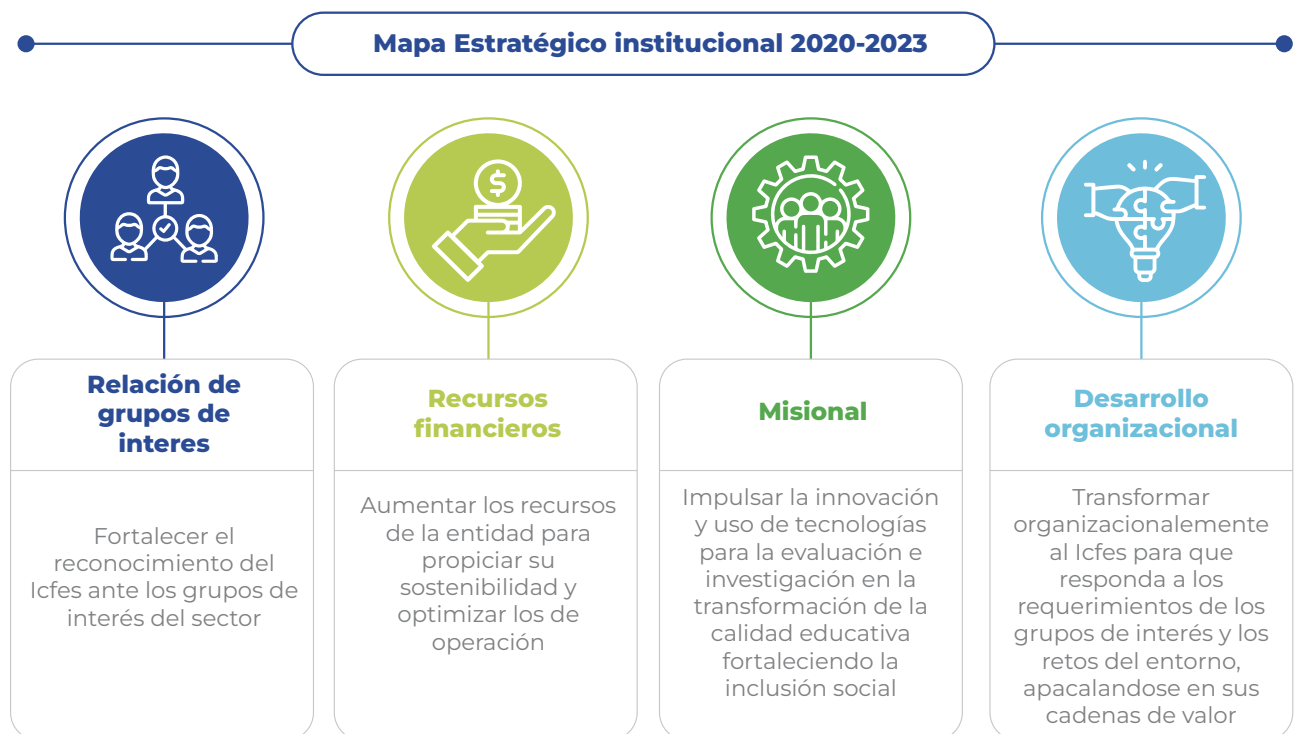 Mapa Estratégico institucional 2020-2023
$
Relación de
grupos de
interes
Fortalecer el
reconocimiento del
Icfes ante los grupos de
interés del sector
Recursos
financieros
Aumentar los recursos
de la entidad para
propiciar su
sostenibilidad y
optimizar los de
operación
Misional
Impulsar la innovación
y uso de tecnologías
para la evaluación e
investigación en la
transformación de la
calidad educativa
fortaleciendo la
inclusión social
Desarrollo
organizacional
Transformar
organizacionalemente
al Icfes para que
responda a los
requerimientos de los
grupos de interés y los
retos del entorno,
apacalandose en sus
cadenas de valor